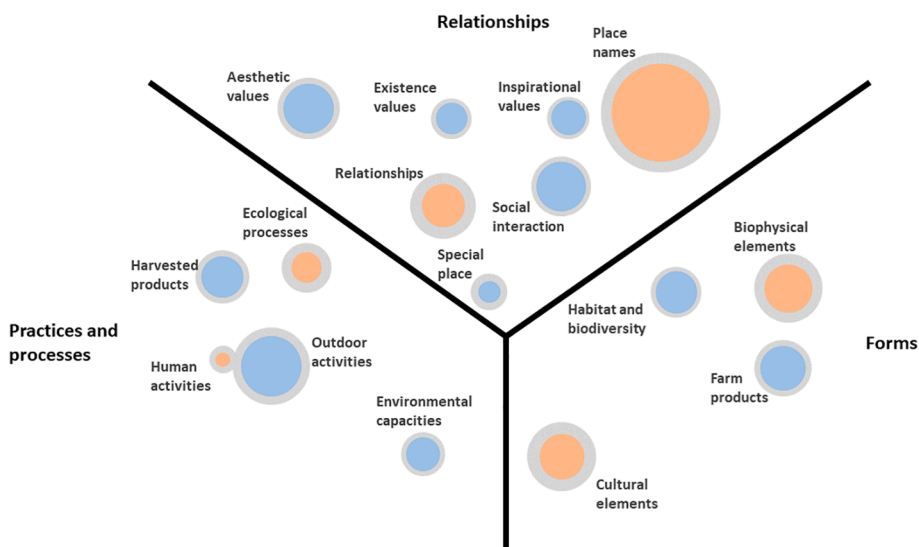 Relationships
Place
names
Aesthetic
values
Existence
values
Inspirational
values
Relationships
Social
interaction
Ecological
processes
Special
place
Biophysical
elements
Harvested
products
Habitat and
biodiversity
Practices and
processes
Forms
Human
activities
Outdoor
activities
Farm
products
Environmental
capacities
Cultural
elements